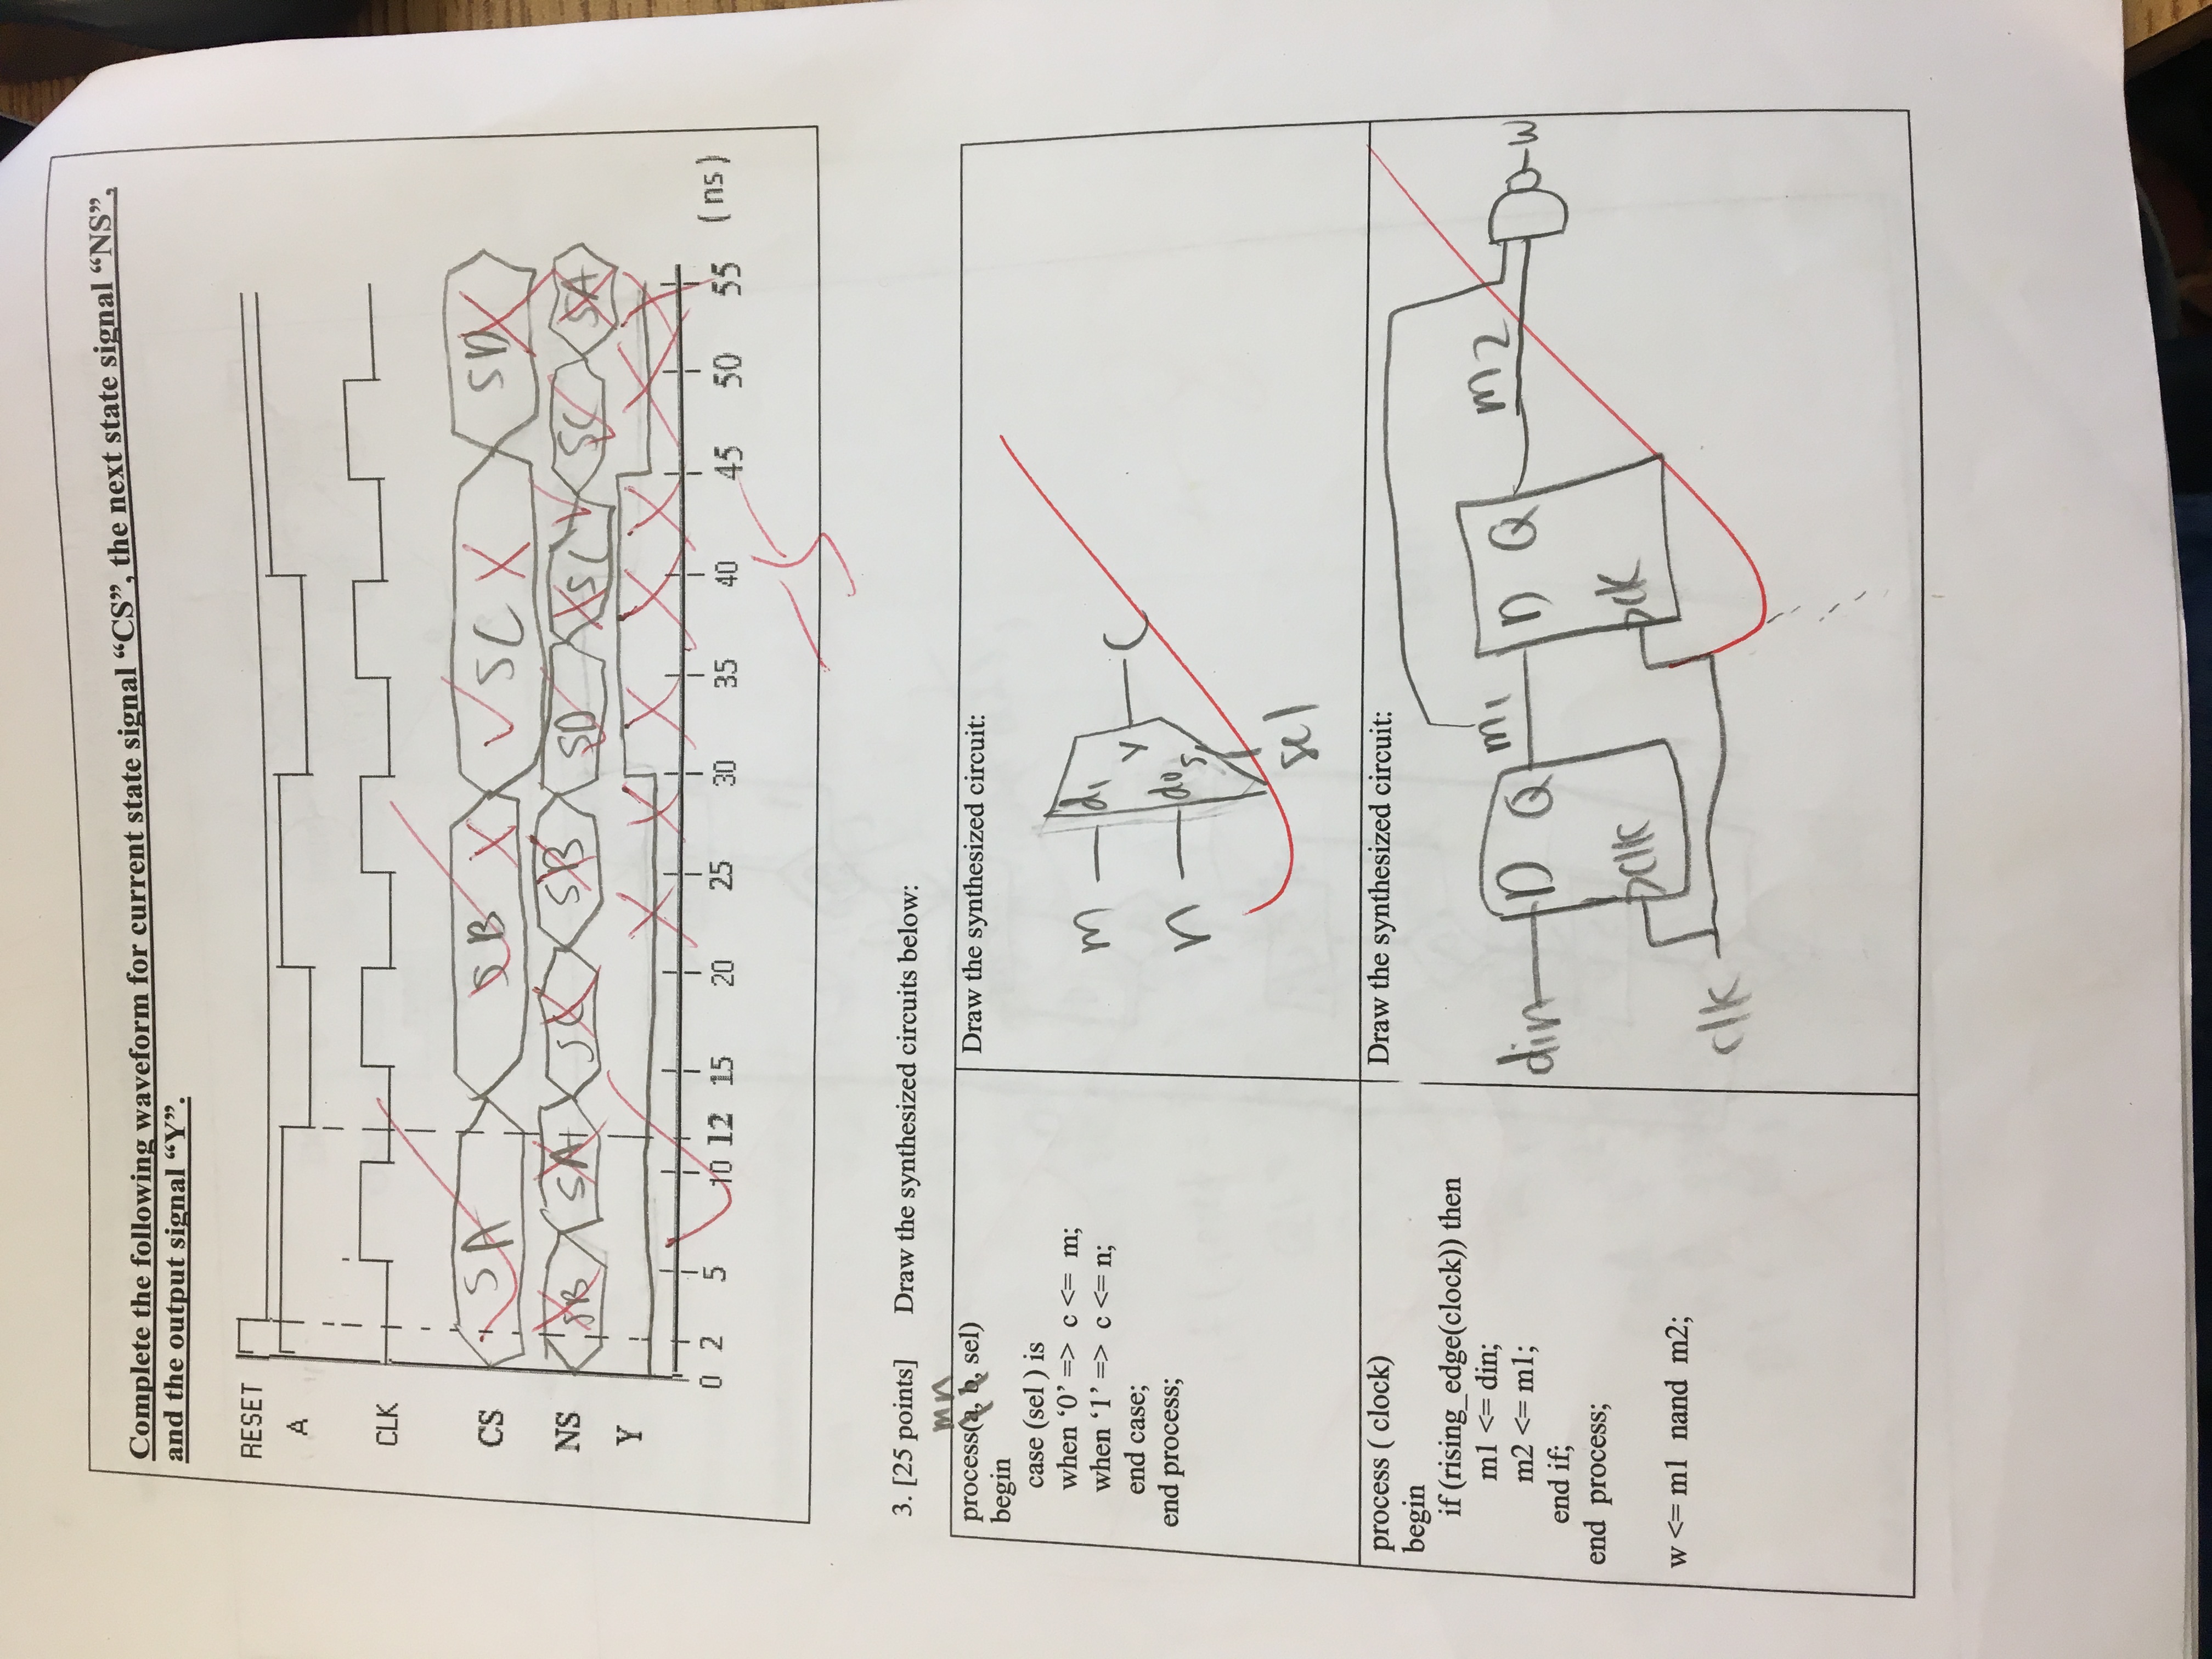 Complete the following waveform for current state signal “CS”, the next state signal “NS”,
and the output signal “Y”.
RESET
A
CLK
CS SA SB SC SD
NS SB SA SC SB SD SC SC SA
Y
0 2 5 10 12 15 20 25 30 35 40 45 50 55 (ns)
-5
3. [25 points] Draw the synthesized circuits below:
m n
process(a, b, sel)
begin
case (sel ) is
when ‘0’ => c <= m;
when ‘1’ => c <= n;
end case;
end process;
Draw the synthesized circuit:
m d1
y C
n d0 s
sel
process ( clock)
begin
if (rising_edge(clock)) then
m1 <= din;
m2 <= m1;
end if;
end process;
w <= m1 nand m2;
Draw the synthesized circuit:
din D Q m1 D Q m2 w
clk clk
clk